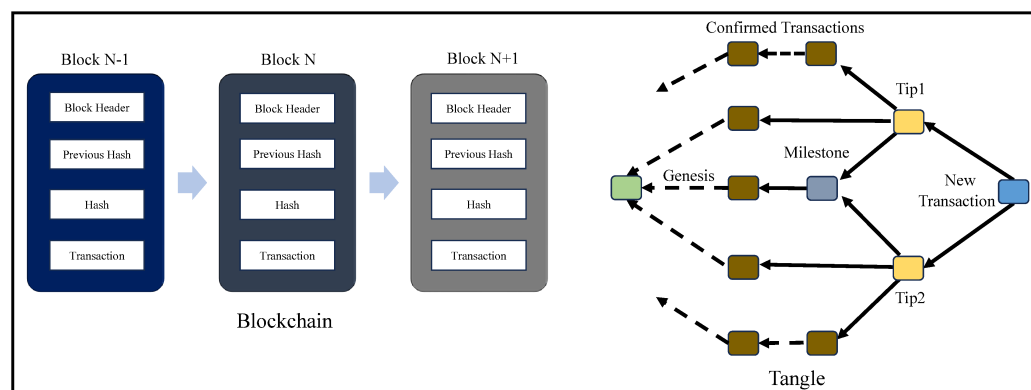 Block N-1
Block Header
Previous Hash
Hash
Transaction
Block N
Block Header
Previous Hash
Hash
Transaction
Block N+1
Block Header
Previous Hash
Hash
Transaction
Blockchain
Confirmed Transactions
Tip1
Milestone
Genesis
New
Transaction
Tip2
Tangle